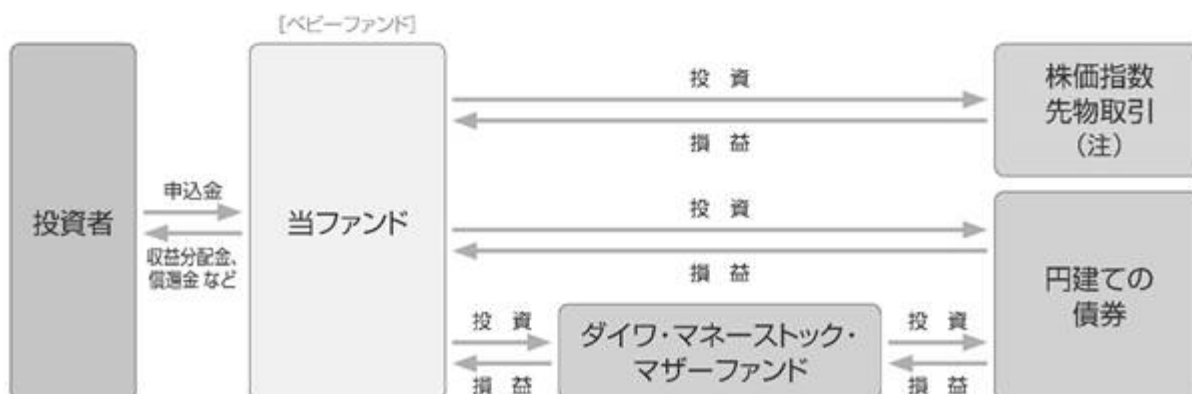 [ベビーファンド]
投資者
申込金
収益分配金、
償還金 など
当ファンド
投 資
損 益
株価指数
先物取引
（注）
投 資
損 益
円建ての
債券
投 資
損 益
ダイワ・マネーストック・
マザーファンド
投 資
損 益